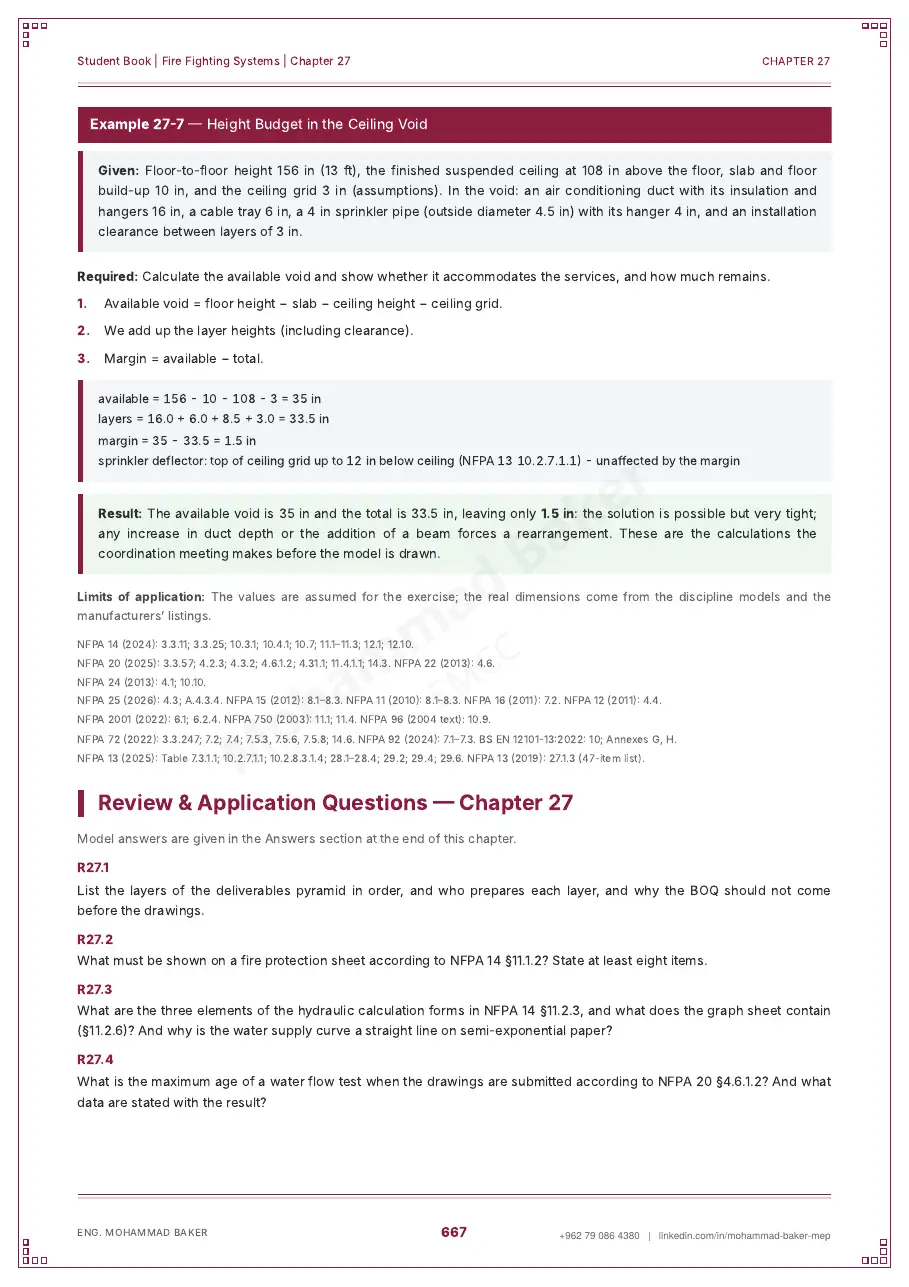 Student Book | Fire Fighting Systems | Chapter 27
CHAPTER 27
Example 27-7 — Height Budget in the Ceiling Void
Given: Floor-to-floor height 156 in (13 ft), the finished suspended ceiling at 108 in above the floor, slab and floor
build-up 10 in, and the ceiling grid 3 in (assumptions). In the void: an air conditioning duct with its insulation and
hangers 16 in, a cable tray 6 in, a 4 in sprinkler pipe (outside diameter 4.5 in) with its hanger 4 in, and an installation
clearance between layers of 3 in.
Required: Calculate the available void and show whether it accommodates the services, and how much remains.
1. Available void = floor height − slab − ceiling height − ceiling grid.
2. We add up the layer heights (including clearance).
3. Margin = available − total.
available = 156 - 10 - 108 - 3 = 35 in
layers = 16.0 + 6.0 + 8.5 + 3.0 = 33.5 in
margin = 35 - 33.5 = 1.5 in
sprinkler deflector: top of ceiling grid up to 12 in below ceiling (NFPA 13 10.2.7.1.1) - unaffected by the margin
Result: The available void is 35 in and the total is 33.5 in, leaving only 1.5 in: the solution is possible but very tight;
any increase in duct depth or the addition of a beam forces a rearrangement. These are the calculations the
coordination meeting makes before the model is drawn.
Limits of application: The values are assumed for the exercise; the real dimensions come from the discipline models and the
manufacturers' listings.
NFPA 14 (2024): 3.3.11; 3.3.25; 10.3.1; 10.4.1; 10.7; 11.1–11.3; 12.1; 12.10.
NFPA 20 (2025): 3.3.57; 4.2.3; 4.3.2; 4.6.1.2; 4.31.1; 11.4.1.1; 14.3. NFPA 22 (2013): 4.6.
NFPA 24 (2013): 4.1; 10.10.
NFPA 25 (2026): 4.3; A.4.3.4. NFPA 15 (2012): 8.1–8.3. NFPA 11 (2010): 8.1–8.3. NFPA 16 (2011): 7.2. NFPA 12 (2011): 4.4.
NFPA 2001 (2022): 6.1; 6.2.4. NFPA 750 (2003): 11.1; 11.4. NFPA 96 (2004 text): 10.9.
NFPA 72 (2022): 3.3.247; 7.2; 7.4; 7.5.3, 7.5.6, 7.5.8; 14.6. NFPA 92 (2024): 7.1–7.3. BS EN 12101-13:2022: 10; Annexes G, H.
NFPA 13 (2025): Table 7.3.1.1; 10.2.7.1.1; 10.2.8.3.1.4; 28.1–28.4; 29.2; 29.4; 29.6. NFPA 13 (2019): 27.1.3 (47-item list).
Mohammad Baker
Review & Application Questions — Chapter 27
Model answers are given in the Answers section at the end of this chapter.
R27.1
List the layers of the deliverables pyramid in order, and who prepares each layer, and why the BOQ should not come
before the drawings.
R27.2
What must be shown on a fire protection sheet according to NFPA 14 §11.1.2? State at least eight items.
R27.3
What are the three elements of the hydraulic calculation forms in NFPA 14 §11.2.3, and what does the graph sheet contain
(§11.2.6)? And why is the water supply curve a straight line on semi-exponential paper?
R27.4
What is the maximum age of a water flow test when the drawings are submitted according to NFPA 20 §4.6.1.2? And what
data are stated with the result?
ENG. MOHAMMAD BAKER
667
+962 79 086 4380 | linkedin.com/in/mohammad-baker-mep